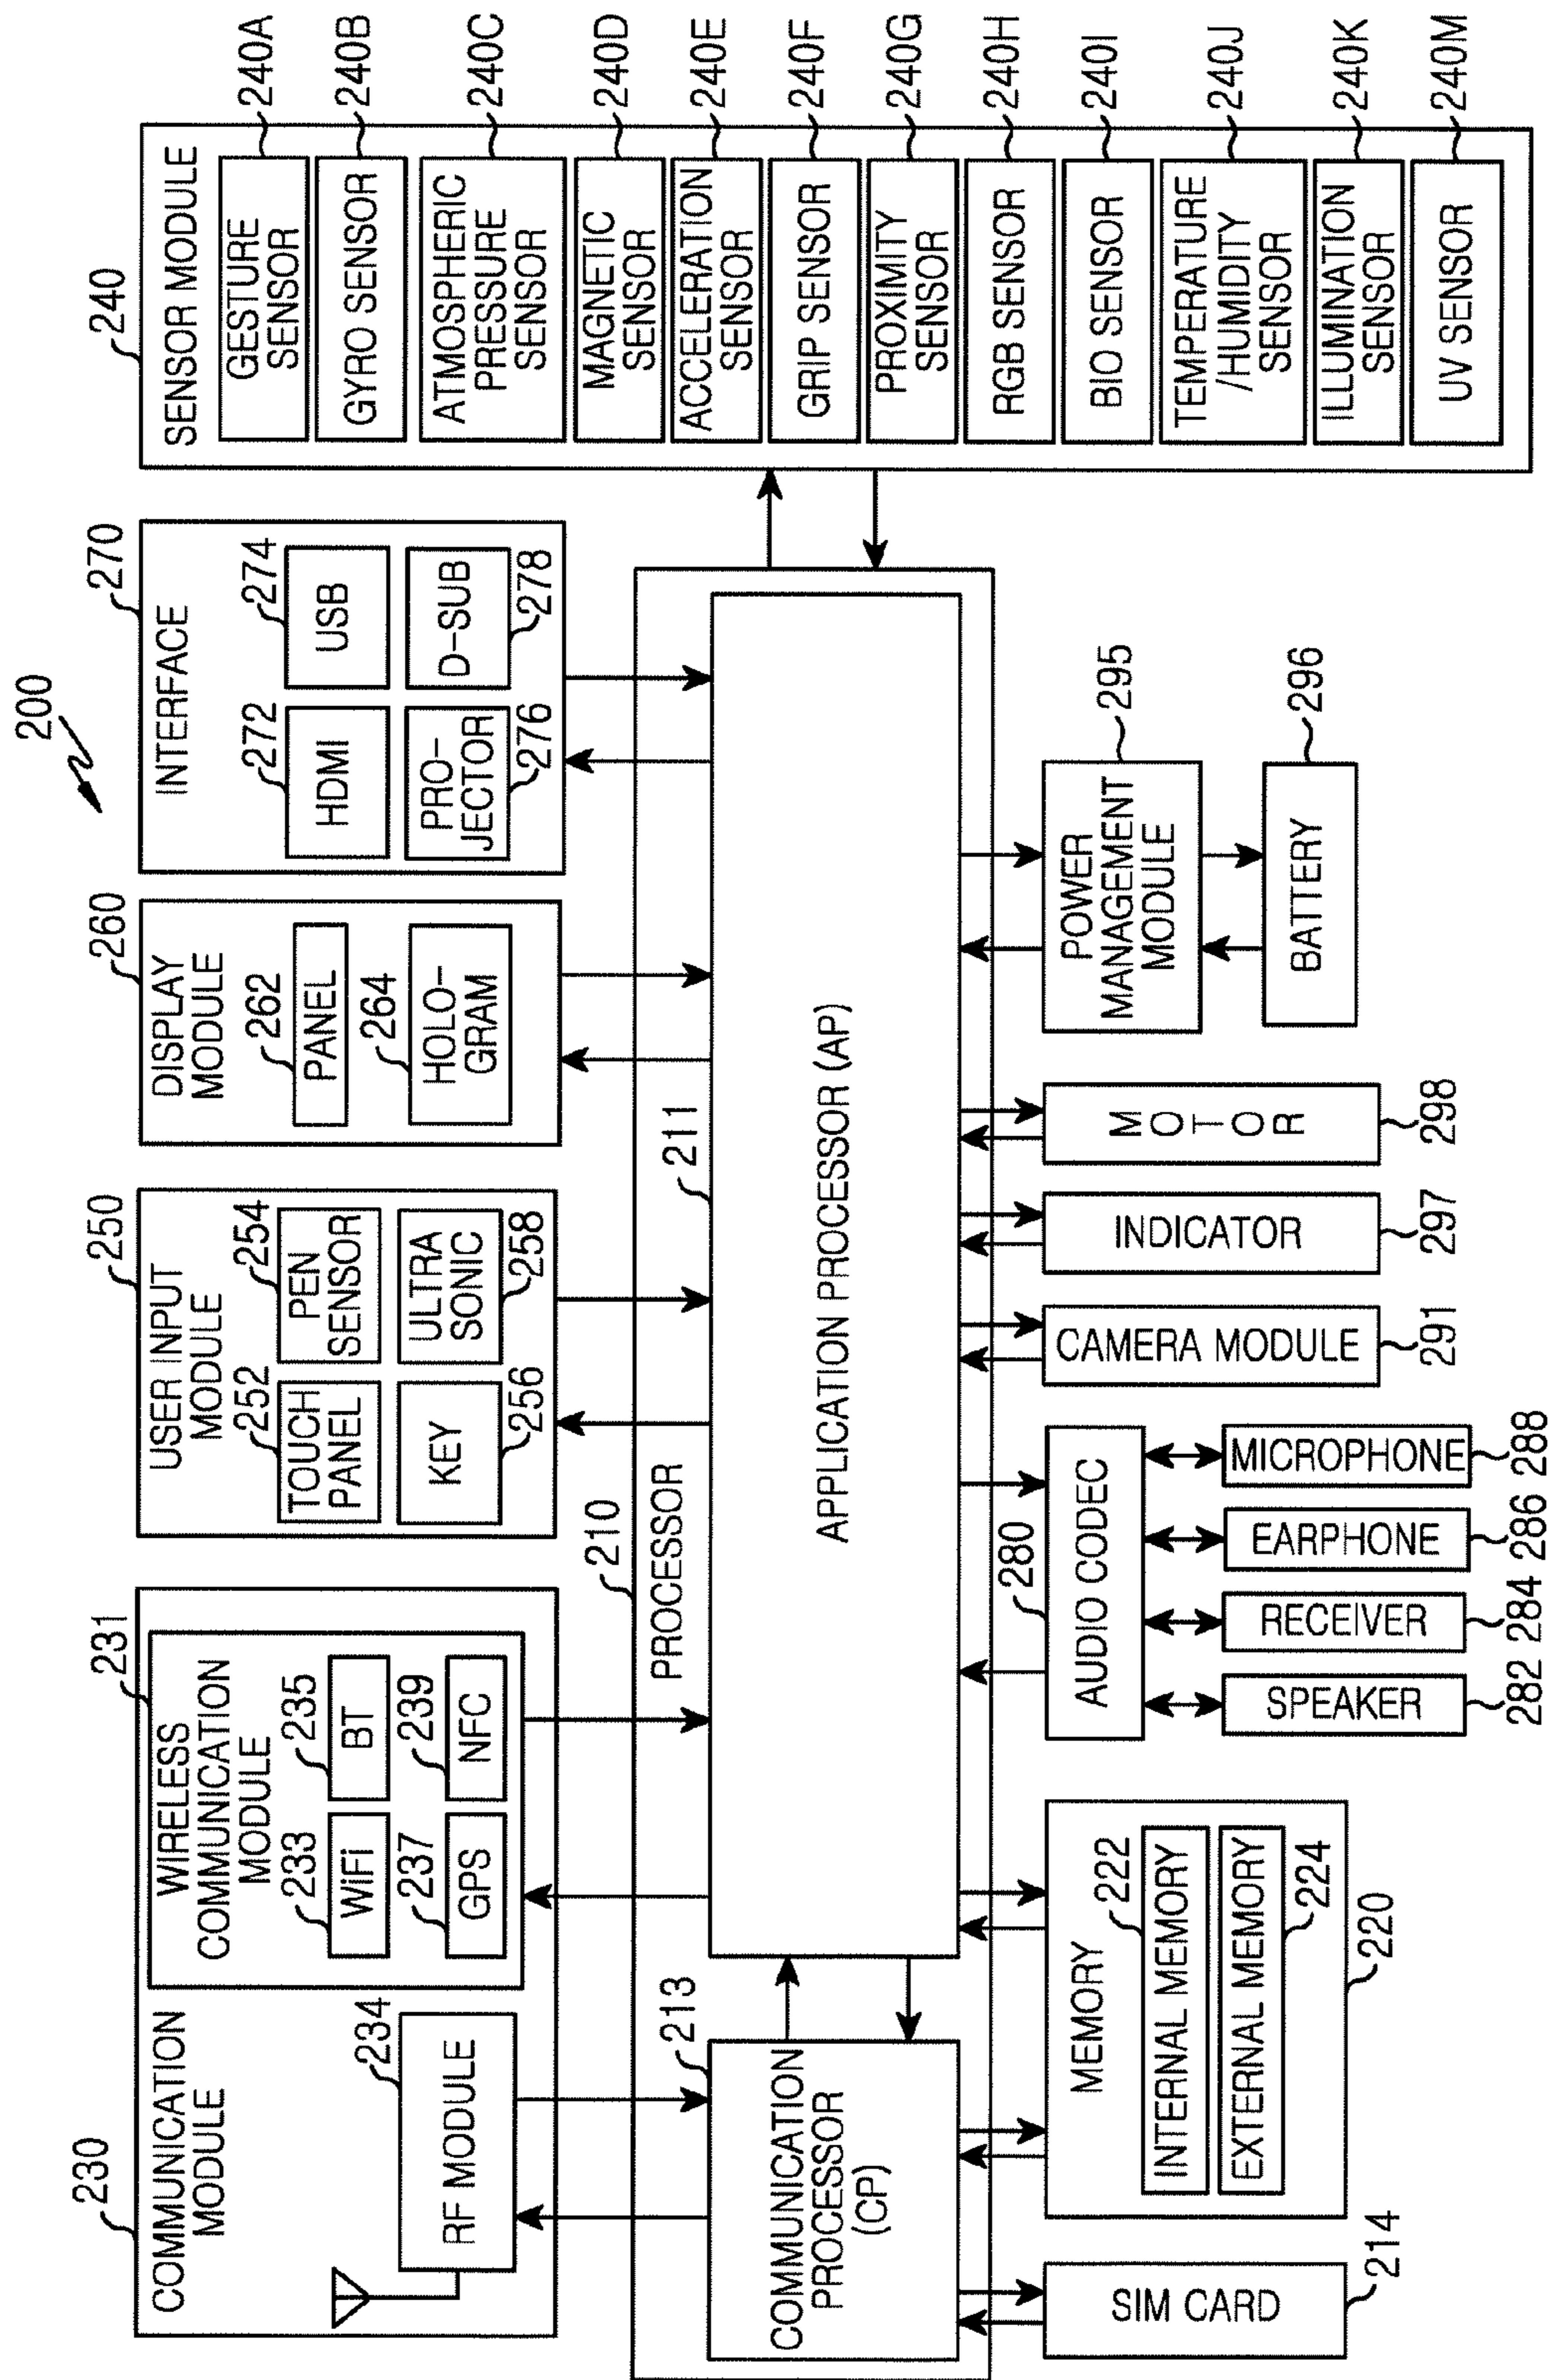 200
230
COMMUNICATION
MODULE
234
RF MODULE
231
WIRELESS
COMMUNICATION
MODULE
233
WiFi
235
BT
237
GPS
239
NFC
250
USER INPUT
MODULE
252
TOUCH
PANEL
254
PEN
SENSOR
KEY
256
ULTRA
SONIC
258
260
DISPLAY
MODULE
262
PANEL
264
HOLO-
GRAM
270
INTERFACE
272
HDMI
274
USB
PRO-
JECTOR
276
D-SUB
278
240
SENSOR MODULE
GESTURE
SENSOR
240A
GYRO SENSOR
240B
ATMOSPHERIC
PRESSURE
SENSOR
240C
MAGNETIC
SENSOR
240D
ACCELERATION
SENSOR
240E
GRIP SENSOR
240F
PROXIMITY
SENSOR
240G
RGB SENSOR
240H
BIO SENSOR
240I
TEMPERATURE
/HUMIDITY
SENSOR
240J
ILLUMINATION
SENSOR
240K
UV SENSOR
240M
210
PROCESSOR
213
COMMUNICATION
PROCESSOR
(CP)
211
APPLICATION PROCESSOR (AP)
SIM CARD
214
MEMORY
222
INTERNAL MEMORY
EXTERNAL MEMORY
224
220
280
AUDIO CODEC
SPEAKER
282
RECEIVER
284
EARPHONE
286
MICROPHONE
288
CAMERA MODULE
291
INDICATOR
297
MOTOR
298
POWER
MANAGEMENT
MODULE
295
BATTERY
296